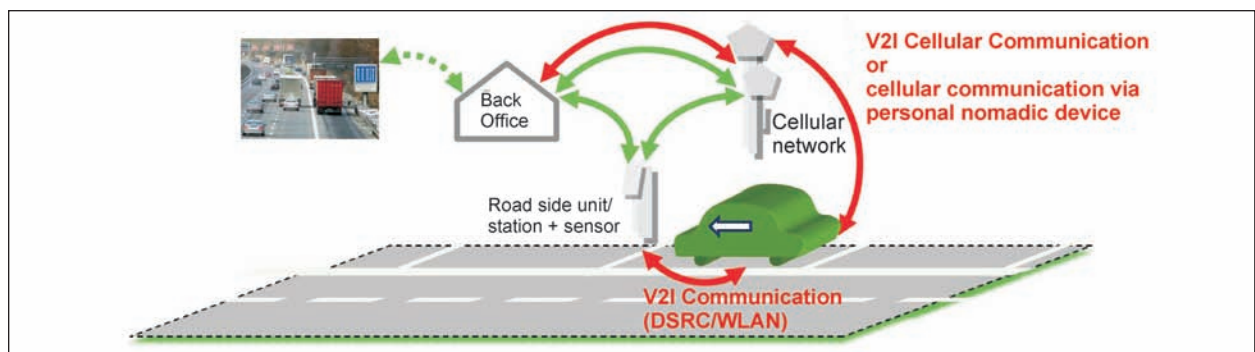 V2I Cellular Communication
or
cellular communication via
personal nomadic device
Back
Office
Cellular
network
Road side unit/
station + sensor
V2I Communication
(DSRC/WLAN)